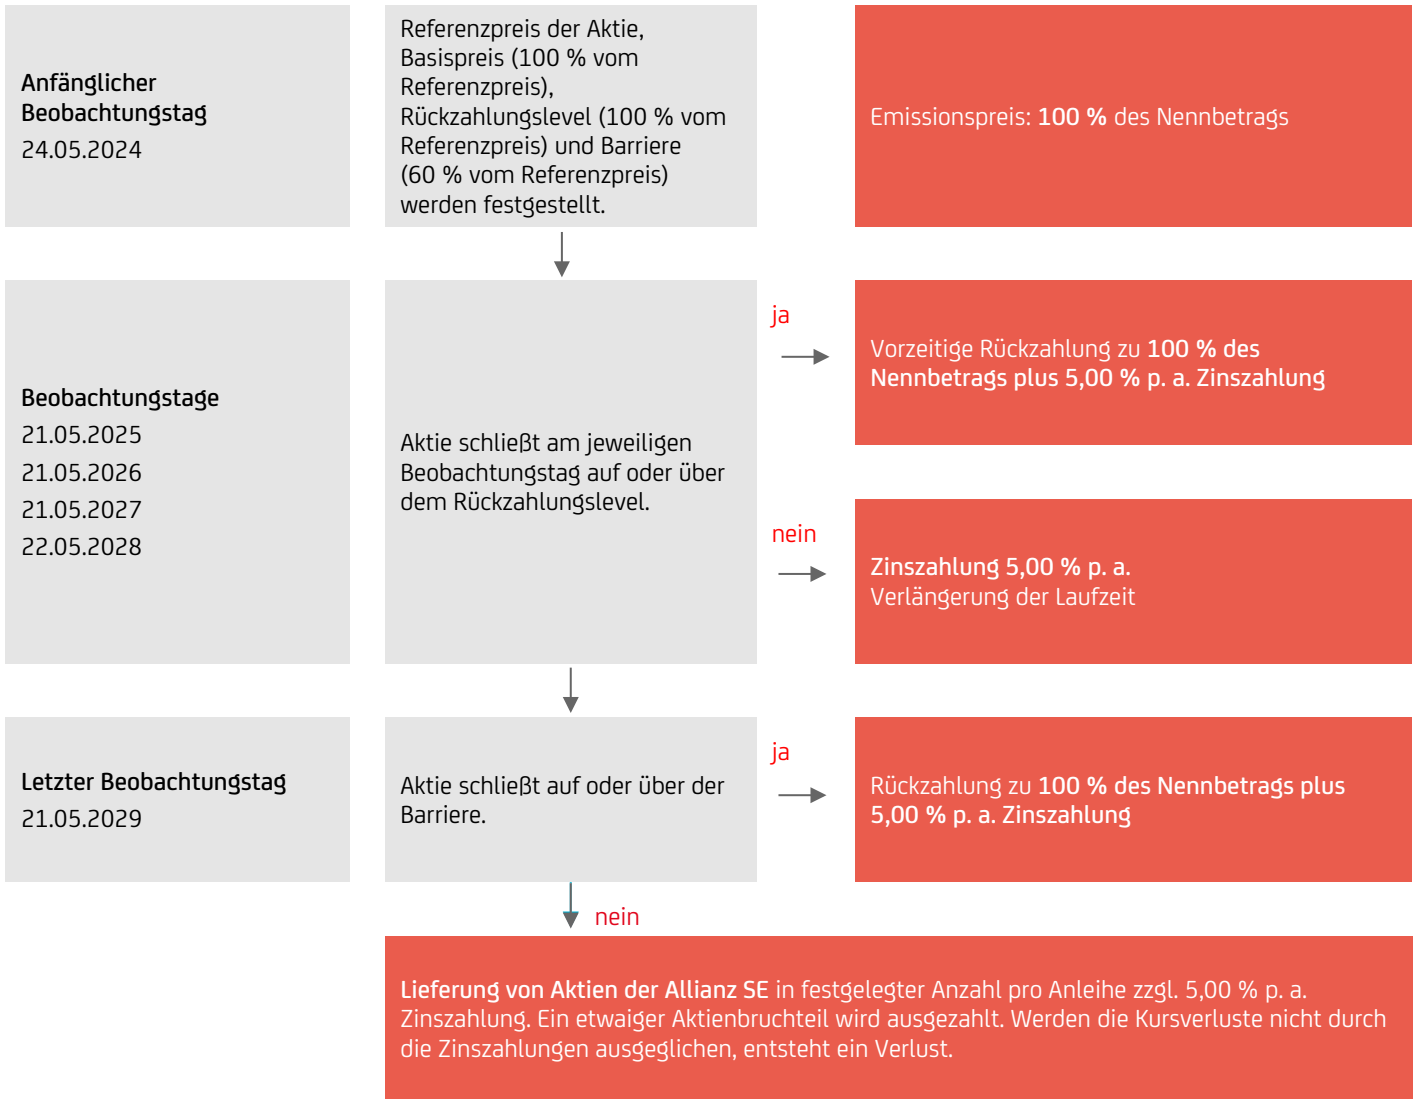 Anfänglicher
Beobachtungstag
24.05.2024
Referenzpreis der Aktie,
Basispreis (100 % vom
Referenzpreis),
Rückzahlungslevel (100 % vom
Referenzpreis) und Barriere
(60 % vom Referenzpreis)
werden festgestellt.
Emissionspreis: 100 % des Nennbetrags
Beobachtungstage
21.05.2025
21.05.2026
21.05.2027
22.05.2028
Aktie schließt am jeweiligen
Beobachtungstag auf oder über
dem Rückzahlungslevel.
ja
Vorzeitige Rückzahlung zu 100 % des
Nennbetrags plus 5,00 % p. a. Zinszahlung
nein
Zinszahlung 5,00 % p. a.
Verlängerung der Laufzeit
Letzter Beobachtungstag
21.05.2029
Aktie schließt auf oder über der
Barriere.
ja
Rückzahlung zu 100 % des Nennbetrags plus
5,00 % p. a. Zinszahlung
nein
Lieferung von Aktien der Allianz SE in festgelegter Anzahl pro Anleihe zzgl. 5,00 % p. a.
Zinszahlung. Ein etwaiger Aktienbruchteil wird ausgezahlt. Werden die Kursverluste nicht durch
die Zinszahlungen ausgeglichen, entsteht ein Verlust.